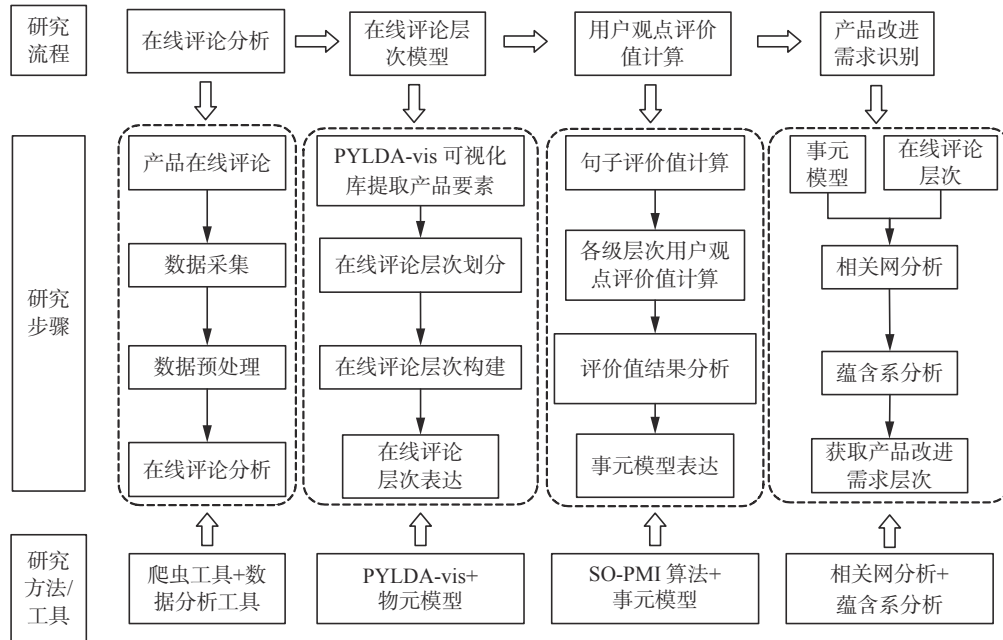 研究
流程
在线评论分析
在线评论层
次模型
用户观点评价
值计算
产品改进
需求识别
研究
步骤
产品在线评论
数据采集
数据预处理
在线评论分析
PYLDA-vis 可视化
库提取产品要素
在线评论层次划分
在线评论层次构建
在线评论
层次表达
句子评价值计算
各级层次用户观
点评价值计算
评价值结果分析
事元模型表达
事元
模型
在线评论
层次
相关网分析
蕴含系分析
获取产品改进
需求层次
研究
方法/
工具
爬虫工具+数
据分析工具
PYLDA-vis+
物元模型
SO-PMI 算法+
事元模型
相关网分析+
蕴含系分析